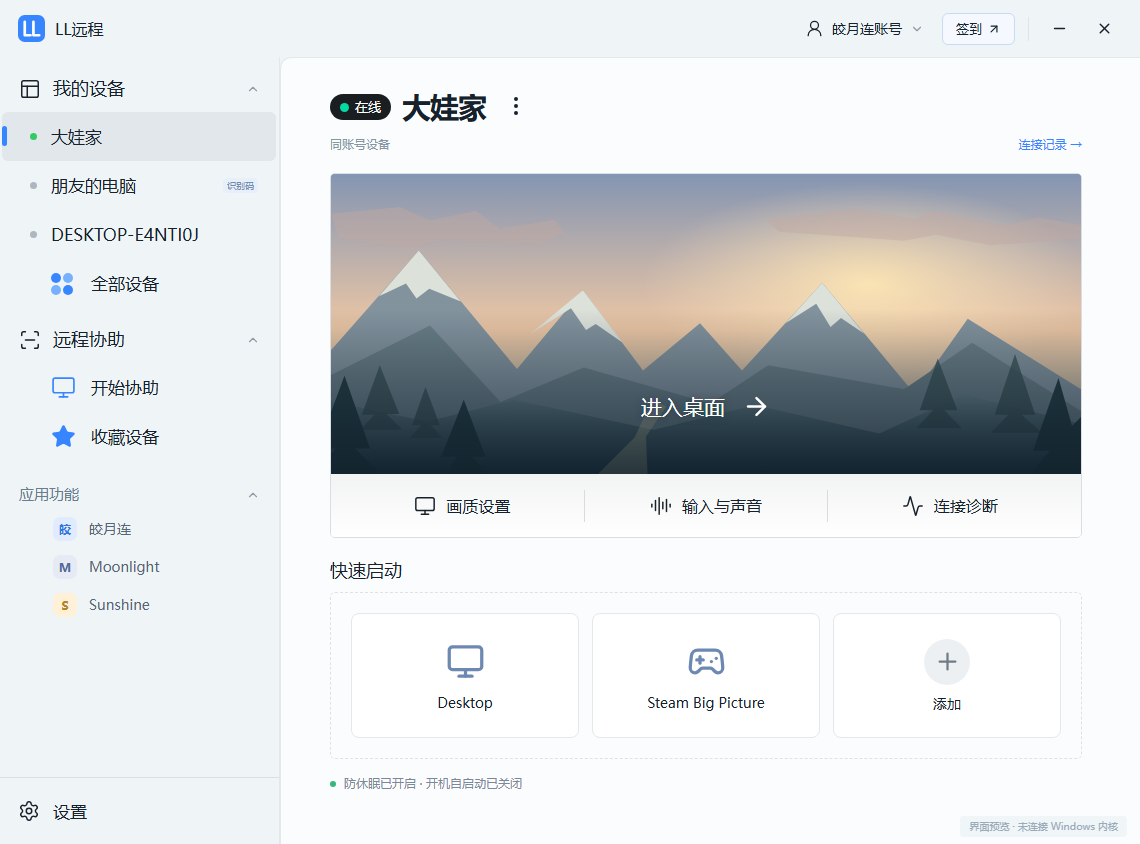 LL远程
皎月连账号
签到
我的设备
大娃家
朋友的电脑
识别码
DESKTOP-E4NTI0J
全部设备
远程协助
开始协助
收藏设备
应用功能
皎 皎月连
M Moonlight
S Sunshine
设置
在线 大娃家
同账号设备
连接记录 →
进入桌面 →
画质设置
输入与声音
连接诊断
快速启动
Desktop
Steam Big Picture
添加
防休眠已开启 · 开机自启动已关闭
界面预览 · 未连接 Windows 内核